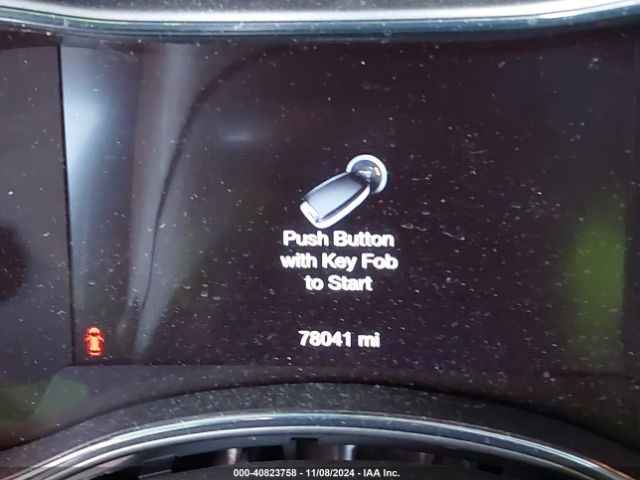 Push Button
with Key Fob
to Start
78041 mi
000-40823758 - 11/08/2024 - IAA Inc.